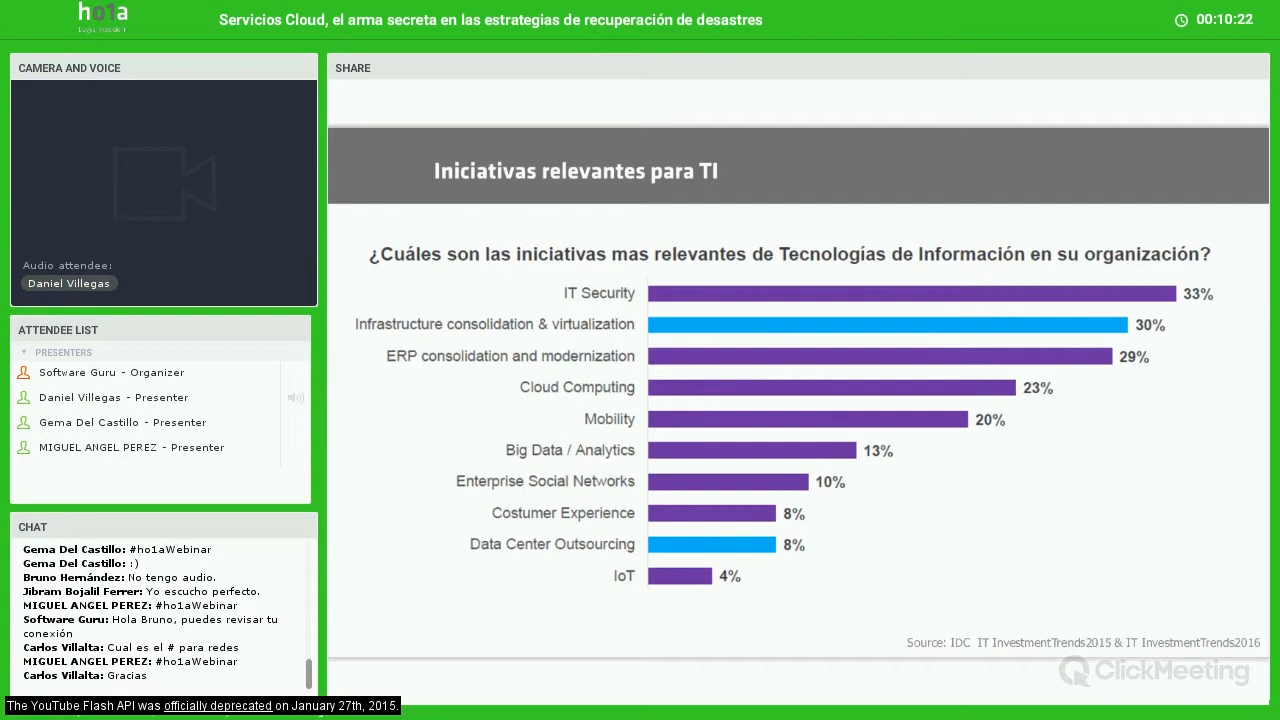 ho1a
Servicios Cloud, el arma secreta en las estrategias de recuperación de desastres
00:10:22
CAMERA AND VOICE
Audio attendee:
Daniel Villegas
ATTENDEE LIST
PRESENTERS
Software Guru - Organizer
Daniel Villegas - Presenter
Gema Del Castillo - Presenter
MIGUEL ANGEL PEREZ - Presenter
CHAT
Gema Del Castillo: #ho1aWebinar
Gema Del Castillo: :)
Bruno Hernández: No tengo audio.
Jibram Bojalil Ferrer: Yo escucho perfecto.
MIGUEL ANGEL PEREZ: #ho1aWebinar
Software Guru: Hola Bruno, puedes revisar tu
conexión
Carlos Villalta: Cual es el # para redes
MIGUEL ANGEL PEREZ: #ho1aWebinar
Carlos Villalta: Gracias
The YouTube Flash API was officially deprecated on January 27th, 2015.
SHARE
Iniciativas relevantes para TI
¿Cuáles son las iniciativas mas relevantes de Tecnologías de Información en su organización?
IT Security 33%
Infrastructure consolidation & virtualization 30%
ERP consolidation and modernization 29%
Cloud Computing 23%
Mobility 20%
Big Data / Analytics 13%
Enterprise Social Networks 10%
Costumer Experience 8%
Data Center Outsourcing 8%
IoT 4%
Source: IDC IT InvestmentTrends2015 & IT InvestmentTrends2016
ClickMeeting